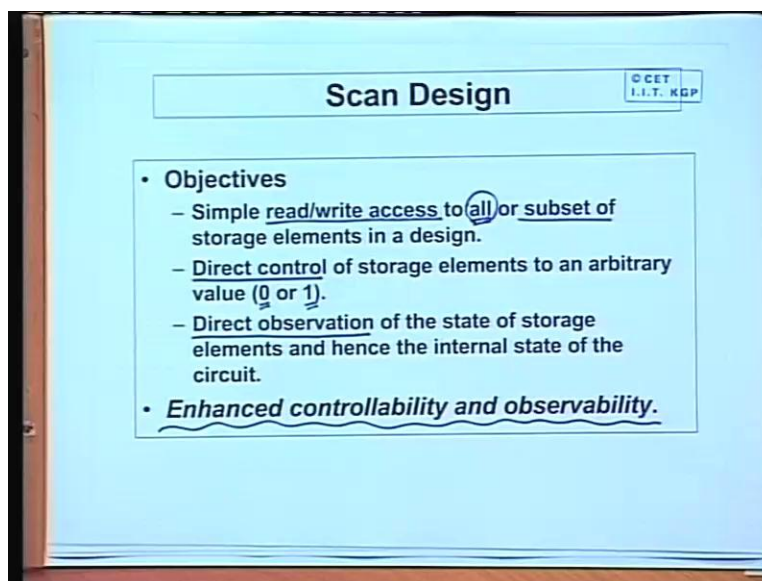 Scan Design
© CET
I.I.T. KGP
• Objectives
– Simple read/write access to all or subset of
storage elements in a design.
– Direct control of storage elements to an arbitrary
value (0 or 1).
– Direct observation of the state of storage
elements and hence the internal state of the
circuit.
• Enhanced controllability and observability.